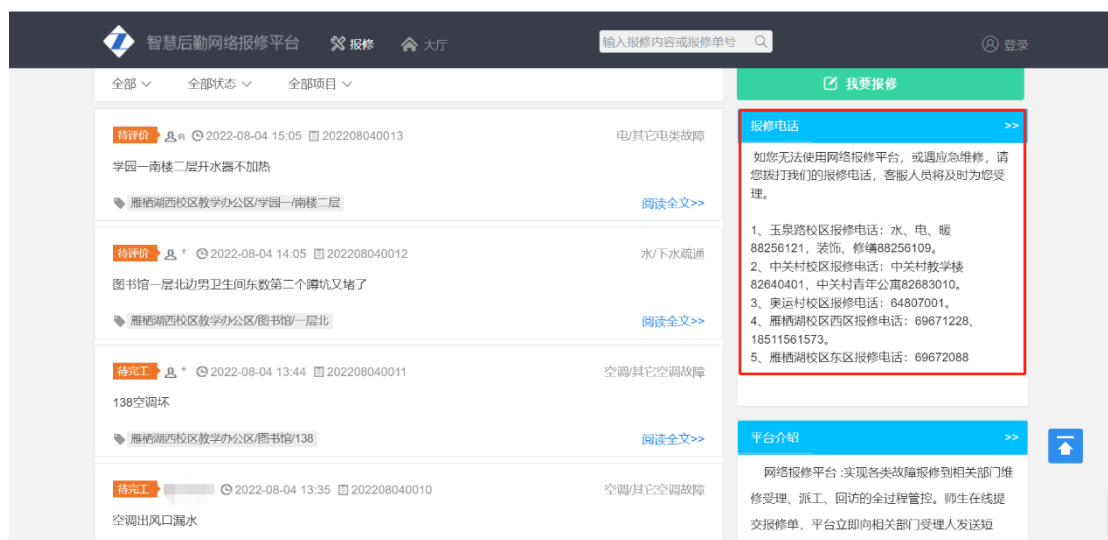 智慧后勤网络报修平台 报修 大厅 输入报修内容或报修单号 登录
全部 全部状态 全部项目
待评价 2022-08-04 15:05 202208040013 电/其它电类故障
学园一南楼二层开水器不加热
雁栖湖西校区教学办公区/学园一/南楼二层 阅读全文>>
待评价 * 2022-08-04 14:05 202208040012 水/下水疏通
图书馆一层北边男卫生间东数第二个蹲坑又堵了
雁栖湖西校区教学办公区/图书馆/一层北 阅读全文>>
待完工 * 2022-08-04 13:44 202208040011 空调/其它空调故障
138空调坏
雁栖湖西校区教学办公区/图书馆/138 阅读全文>>
待完工 2022-08-04 13:35 202208040010 空调/其它空调故障
空调出风口漏水
我要报修
报修电话 >>
如您无法使用网络报修平台，或遇应急维修，请
您拨打我们的报修电话，客服人员将及时为您受
理。
1、玉泉路校区报修电话：水、电、暖
88256121，装饰、修缮88256109。
2、中关村校区报修电话：中关村教学楼
82640401，中关村青年公寓82683010。
3、奥运村校区报修电话：64807001。
4、雁栖湖校区西区报修电话：69671228、
18511561573。
5、雁栖湖校区东区报修电话：69672088
平台介绍 >>
网络报修平台:实现各类故障报修到相关部门维
修受理、派工、回访的全过程管控。师生在线提
交报修单，平台立即向相关部门受理人发送短